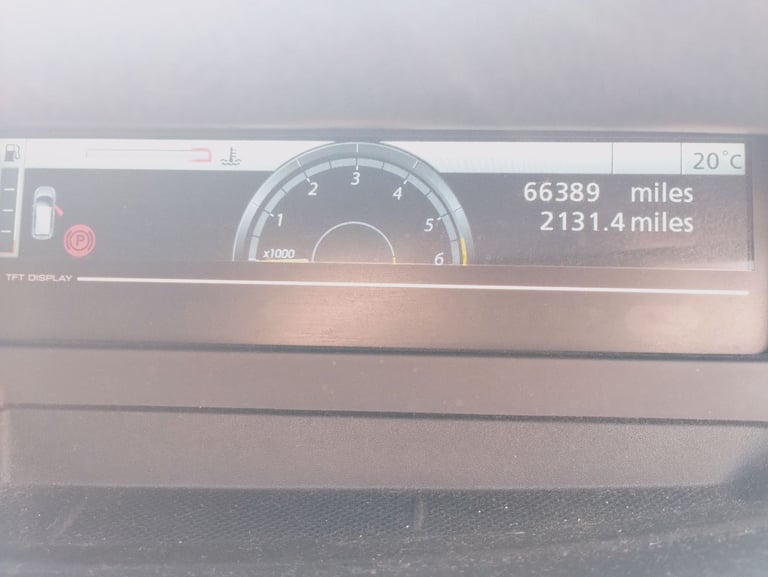 20°C
66389 miles
2131.4 miles
1 2 3 4 5 6
x1000
P
TFT DISPLAY